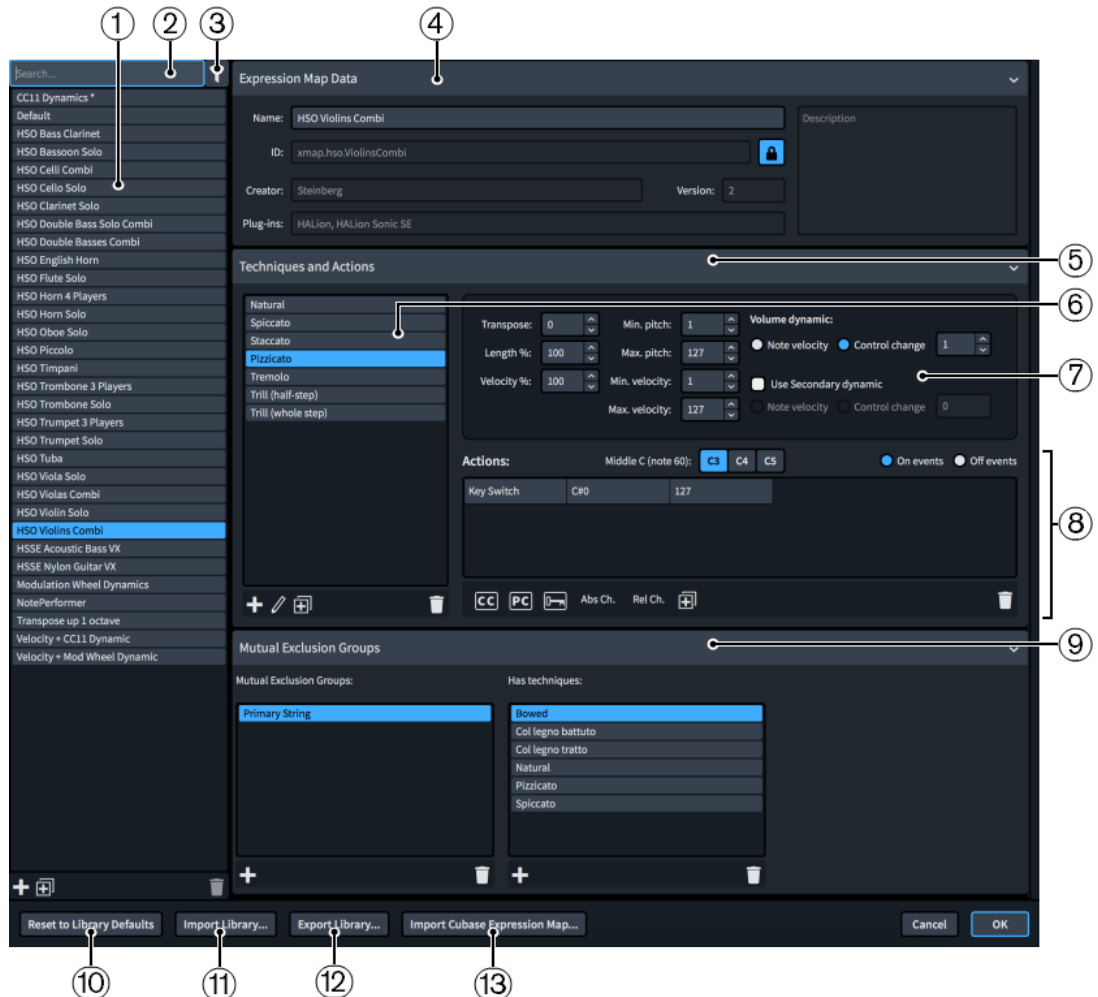 ① ② ③ ④
Search...
CC11 Dynamics *
Default
HSO Bass Clarinet
HSO Bassoon Solo
HSO Celli Combi
HSO Cello Solo
HSO Clarinet Solo
HSO Double Bass Solo Combi
HSO Double Basses Combi
HSO English Horn
HSO Flute Solo
HSO Horn 4 Players
HSO Horn Solo
HSO Oboe Solo
HSO Piccolo
HSO Timpani
HSO Trombone 3 Players
HSO Trombone Solo
HSO Trumpet 3 Players
HSO Trumpet Solo
HSO Tuba
HSO Viola Solo
HSO Violas Combi
HSO Violin Solo
HSO Violins Combi
HSSE Acoustic Bass VX
HSSE Nylon Guitar VX
Modulation Wheel Dynamics
NotePerformer
Transpose up 1 octave
Velocity + CC11 Dynamic
Velocity + Mod Wheel Dynamic
Expression Map Data
Name: HSO Violins Combi
Description
ID: xmap.hso.ViolinsCombi
Creator: Steinberg Version: 2
Plug-ins: HALion, HALion Sonic SE
Techniques and Actions
⑤
Natural
Spiccato
Staccato
Pizzicato
Tremolo
Trill (half-step)
Trill (whole step)
⑥
Transpose: 0 Min. pitch: 1 Volume dynamic:
Length %: 100 Max. pitch: 127 Note velocity Control change 1
Velocity %: 100 Min. velocity: 1 Use Secondary dynamic
Max. velocity: 127 Note velocity Control change 0
⑦
Actions: Middle C (note 60): C3 C4 C5 On events Off events
Key Switch C#0 127
⑧
CC PC Abs Ch. Rel Ch.
Mutual Exclusion Groups
⑨
Mutual Exclusion Groups: Has techniques:
Primary String
Bowed
Col legno battuto
Col legno tratto
Natural
Pizzicato
Spiccato
Reset to Library Defaults Import Library... Export Library... Import Cubase Expression Map... Cancel OK
⑩ ⑪ ⑫ ⑬